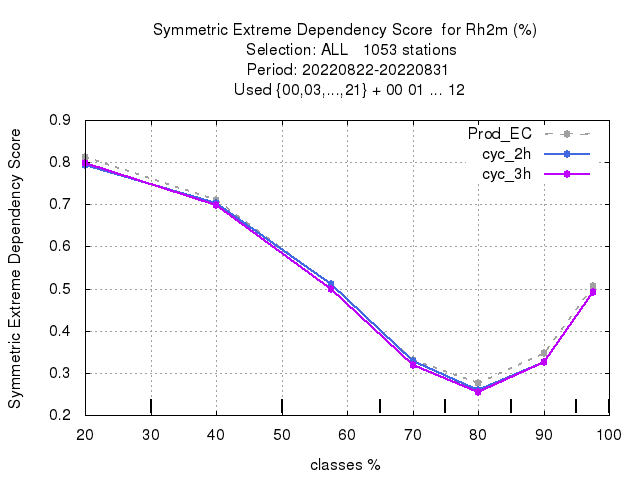 Symmetric Extreme Dependency Score  for Rh2m (%)
Selection: ALL   1053 stations
Period: 20220822-20220831
Used {00,03,...,21} + 00 01 ... 12
Symmetric Extreme Dependency Score
0.9
0.8
0.7
0.6
0.5
0.4
0.3
0.2
Prod_EC
cyc_2h
cyc_3h
20 30 40 50 60 70 80 90 100
classes %